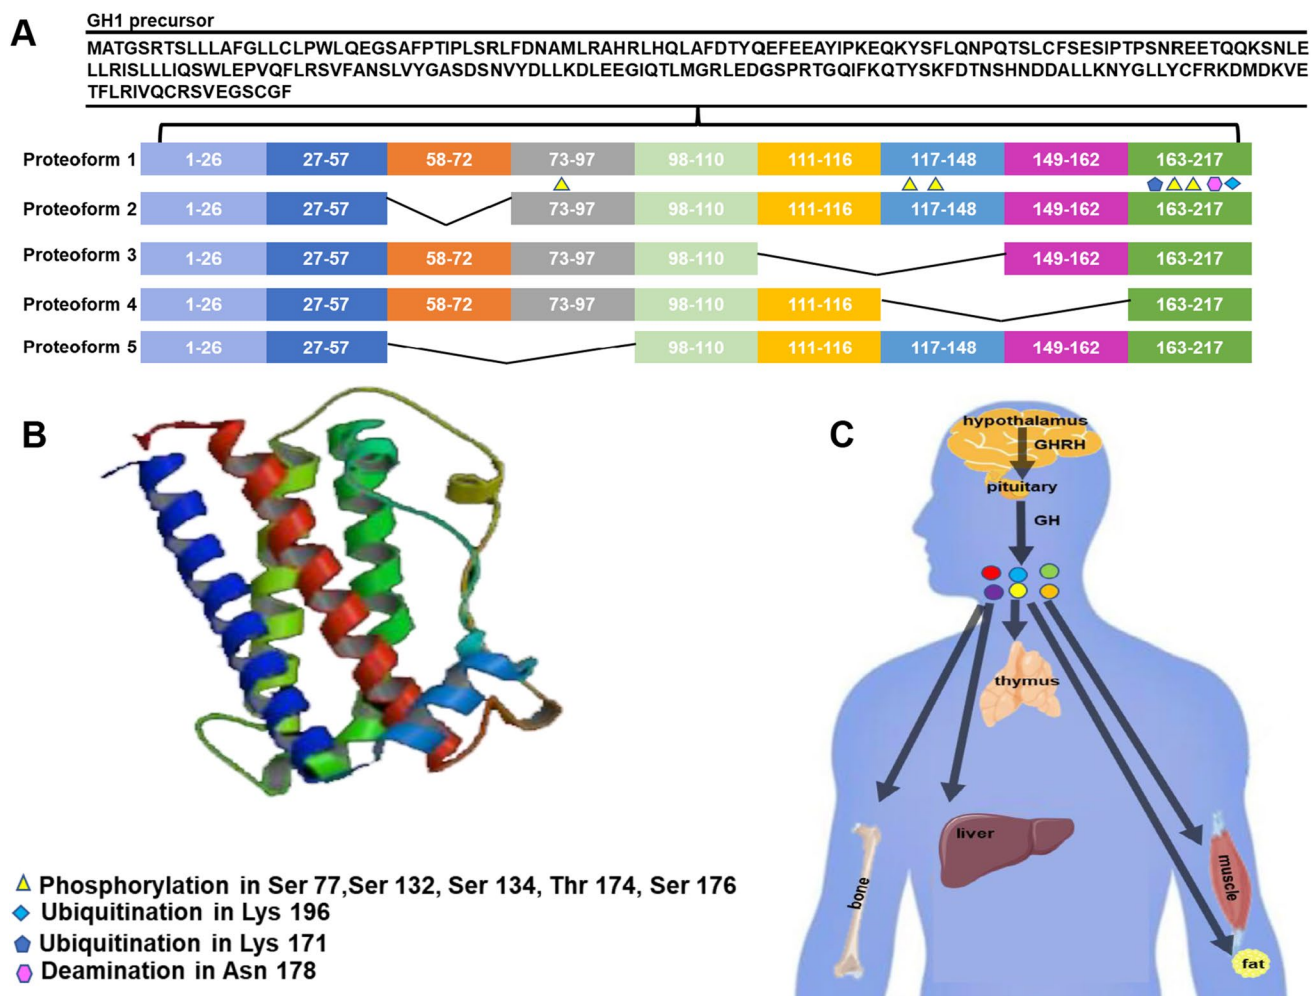 A
GH1 precursor
MATGSRTSLLLAFGLLCLPWLQEGSAFPTIPLSRLFDNAMLRAHRLHQLAFDTYQEFEEAYIPKEQKYSFLQNPQTSLCFSESIPTPSNREETQQKSNLE
LLRISLLLIQSWLEPVQFLRSVFANSLVYGASDSNVYDLLKDLEEGIQTLMGRLEDGSPRTGQIFKQTYSKFDTNSHNDDALLKNYGLLYCFRKDMDKVE
TFLRIVQCRSVEGSCGF
Proteoform 1 1-26 27-57 58-72 73-97 98-110 111-116 117-148 149-162 163-217
Proteoform 2 1-26 27-57 73-97 98-110 111-116 117-148 149-162 163-217
Proteoform 3 1-26 27-57 58-72 73-97 98-110 149-162 163-217
Proteoform 4 1-26 27-57 58-72 73-97 98-110 111-116 163-217
Proteoform 5 1-26 27-57 98-110 111-116 117-148 149-162 163-217
B
Phosphorylation in Ser 77,Ser 132, Ser 134, Thr 174, Ser 176
Ubiquitination in Lys 196
Ubiquitination in Lys 171
Deamination in Asn 178
C
hypothalamus
GHRH
pituitary
GH
thymus
liver
bone
muscle
fat